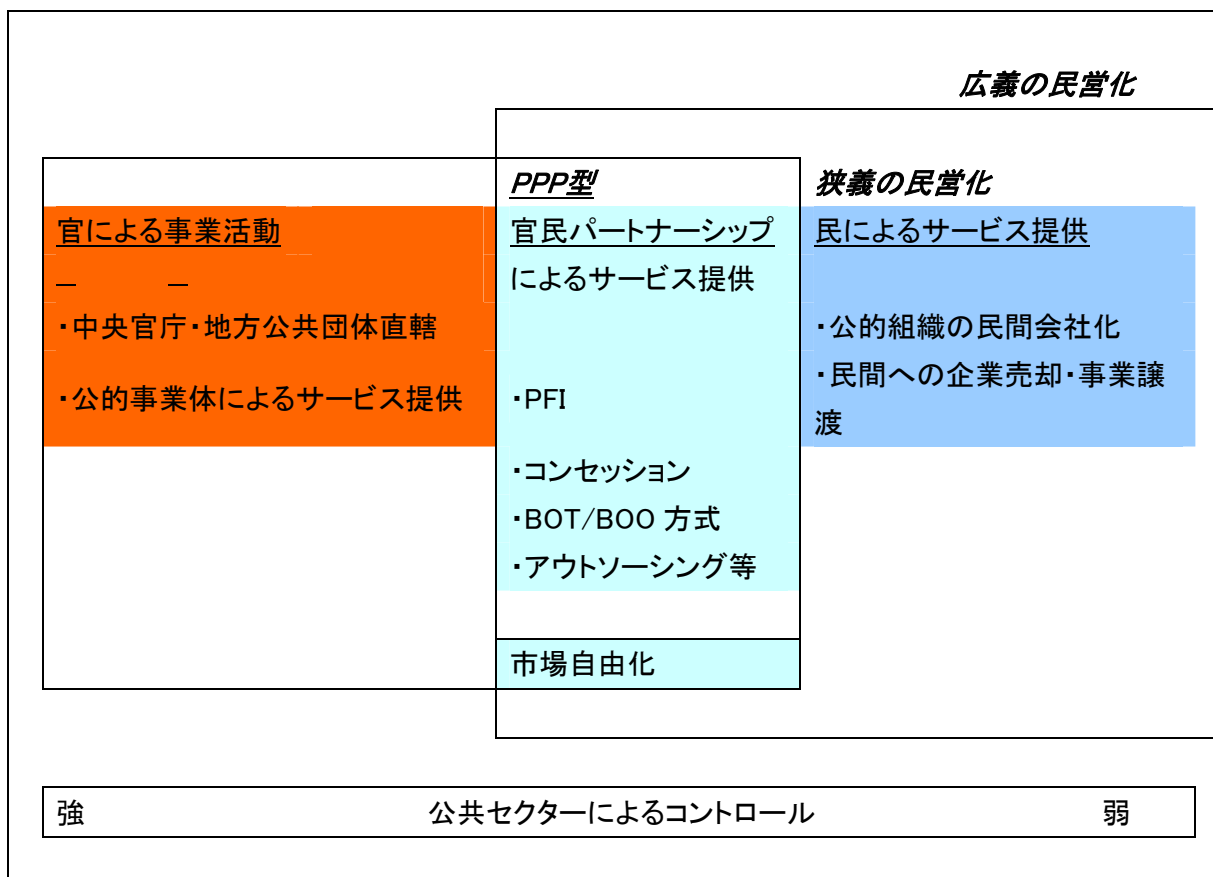 広義の民営化
PPP型
狭義の民営化
官による事業活動
官民パートナーシップ
によるサービス提供
民によるサービス提供
・中央官庁・地方公共団体直轄
・公的事業体によるサービス提供
・PFI
・コンセッション
・BOT/BOO 方式
・アウトソーシング等
・公的組織の民間会社化
・民間への企業売却・事業譲
渡
市場自由化
強 公共セクターによるコントロール 弱